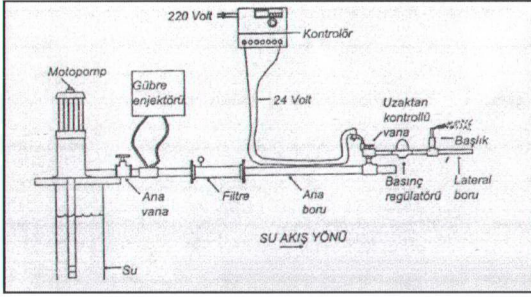 220 Volt
Kontrolör
Motopomp
Gübre
enjektörü
24 Volt
Uzaktan
kontrollü
vana
Başlık
Ana
vana
Filtre
Ana
boru
Basınç
regülatörü
Lateral
boru
SU AKIŞ YÖNÜ
Su